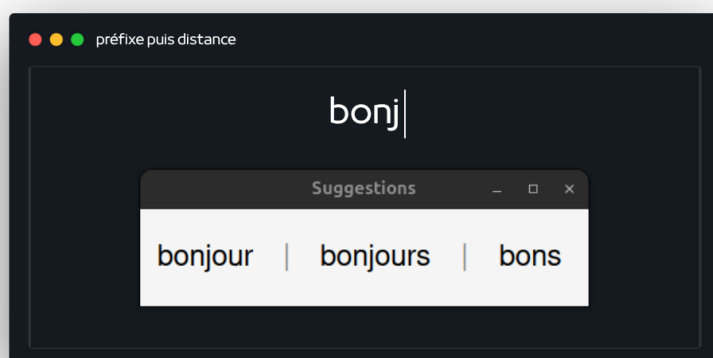 préfixe puis distance
bonj
Suggestions
bonjour | bonjours | bons